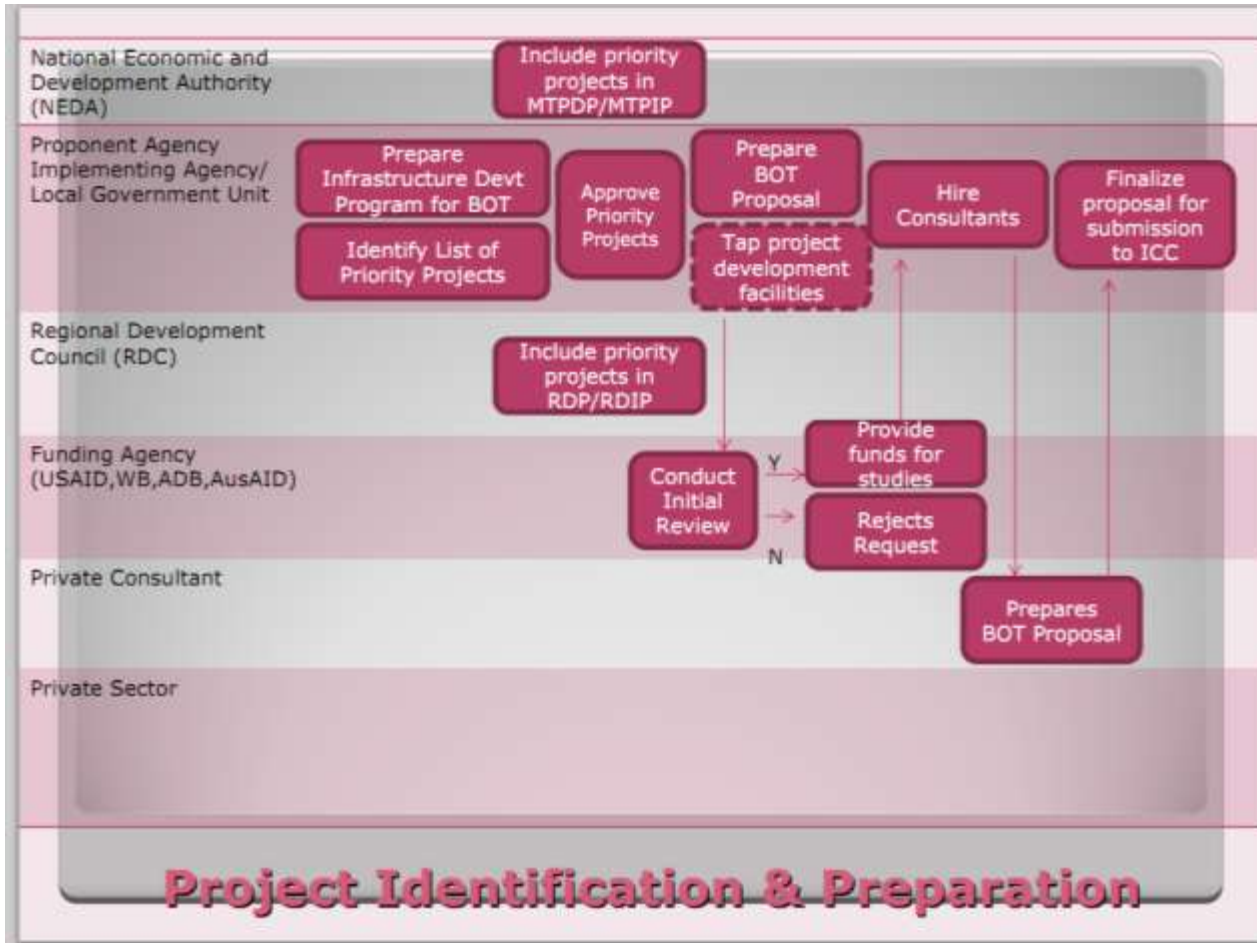 National Economic and
Development Authority
(NEDA)
Include priority
projects in
MTPDP/MTPIP
Proponent Agency
Implementing Agency/
Local Government Unit
Prepare
Infrastructure Devt
Program for BOT
Identify List of
Priority Projects
Approve
Priority
Projects
Prepare
BOT
Proposal
Tap project
development
facilities
Hire
Consultants
Finalize
proposal for
submission
to ICC
Regional Development
Council (RDC)
Include priority
projects in
RDP/RDIP
Funding Agency
(USAID,WB,ADB,AusAID)
Conduct
Initial
Review
Y
Provide
funds for
studies
N
Rejects
Request
Private Consultant
Prepares
BOT Proposal
Private Sector
Project Identification & Preparation